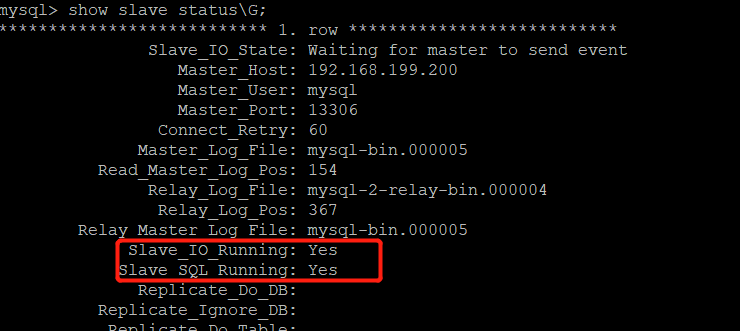 mysql> show slave status\G;
*************************** 1. row ***************************
Slave_IO_State: Waiting for master to send event
Master_Host: 192.168.199.200
Master_User: mysql
Master_Port: 13306
Connect_Retry: 60
Master_Log_File: mysql-bin.000005
Read_Master_Log_Pos: 154
Relay_Log_File: mysql-2-relay-bin.000004
Relay_Log_Pos: 367
Relay_Master_Log_File: mysql-bin.000005
Slave_IO_Running: Yes
Slave_SQL_Running: Yes
Replicate_Do_DB:
Replicate_Ignore_DB:
Replicate_Do_Table: